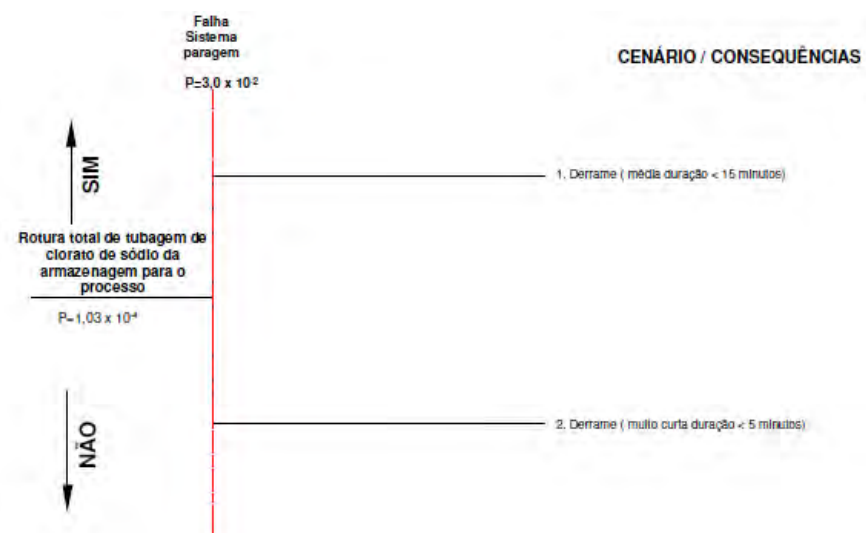 Falha
Sistema
paragem
P=3,0 x 10⁻²
CENÁRIO / CONSEQUÊNCIAS
SIM
1. Derrame ( média duração < 15 minutos)
Rotura total de tubagem de
clorato de sódio da
armazenagem para o
processo
P=1,03 x 10⁻⁴
NÃO
2. Derrame ( muito curta duração < 5 minutos)